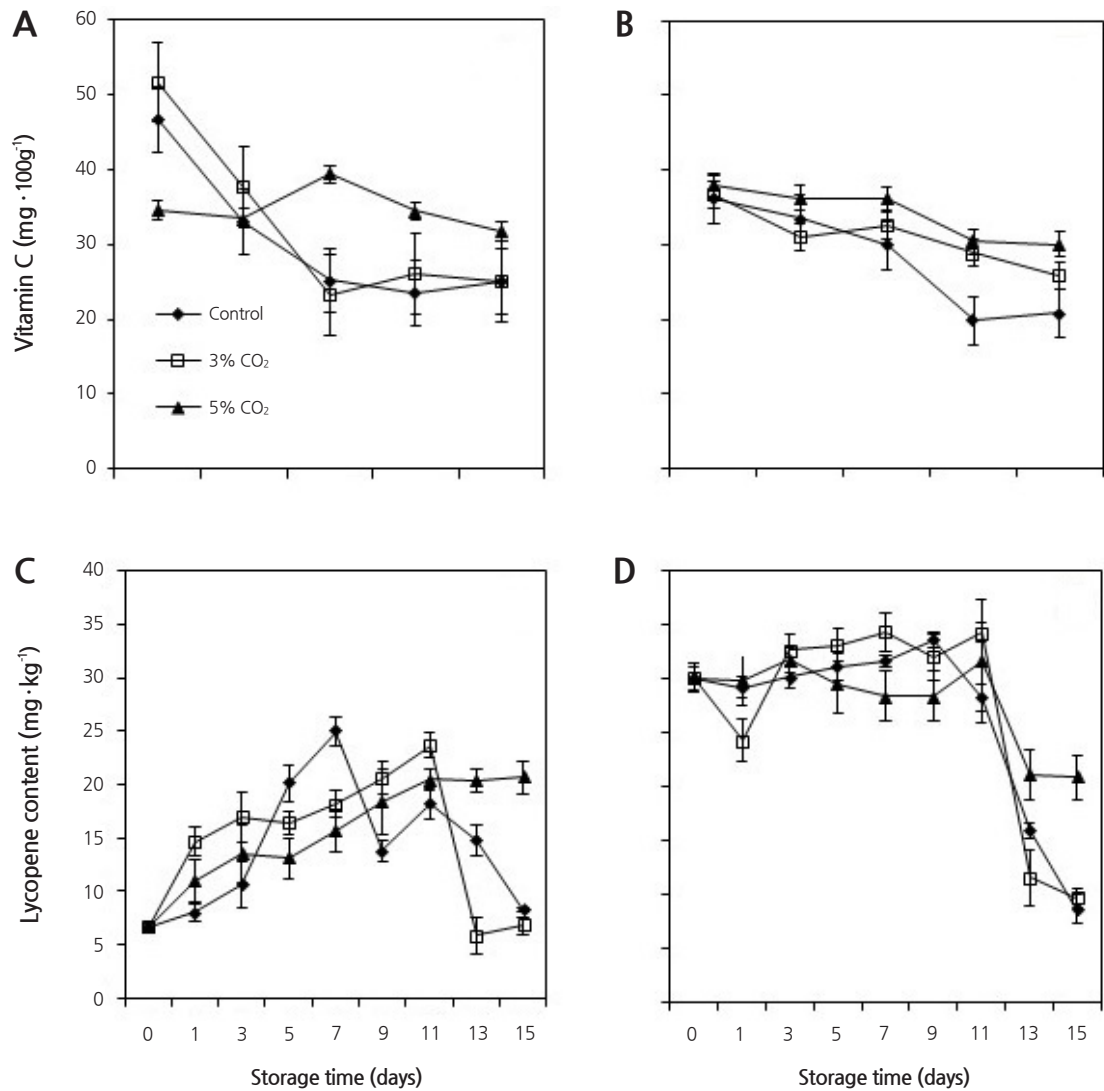 A
B
60
50
40
30
20
10
0
Vitamin C (mg · 100g⁻¹)
Control
3% CO₂
5% CO₂
C
D
40
35
30
25
20
15
10
5
0
Lycopene content (mg·kg⁻¹)
0 1 3 5 7 9 11 13 15
0 1 3 5 7 9 11 13 15
Storage time (days)
Storage time (days)